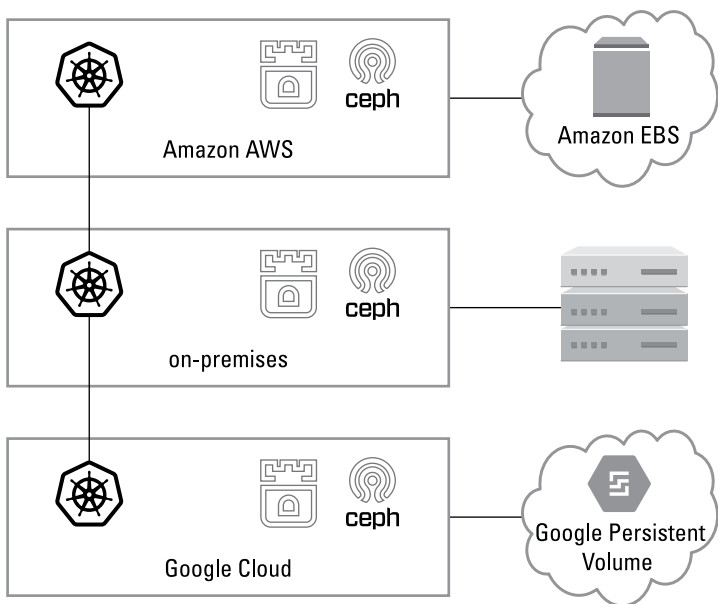 ceph
Amazon AWS
Amazon EBS
ceph
on-premises
ceph
Google Cloud
Google Persistent
Volume